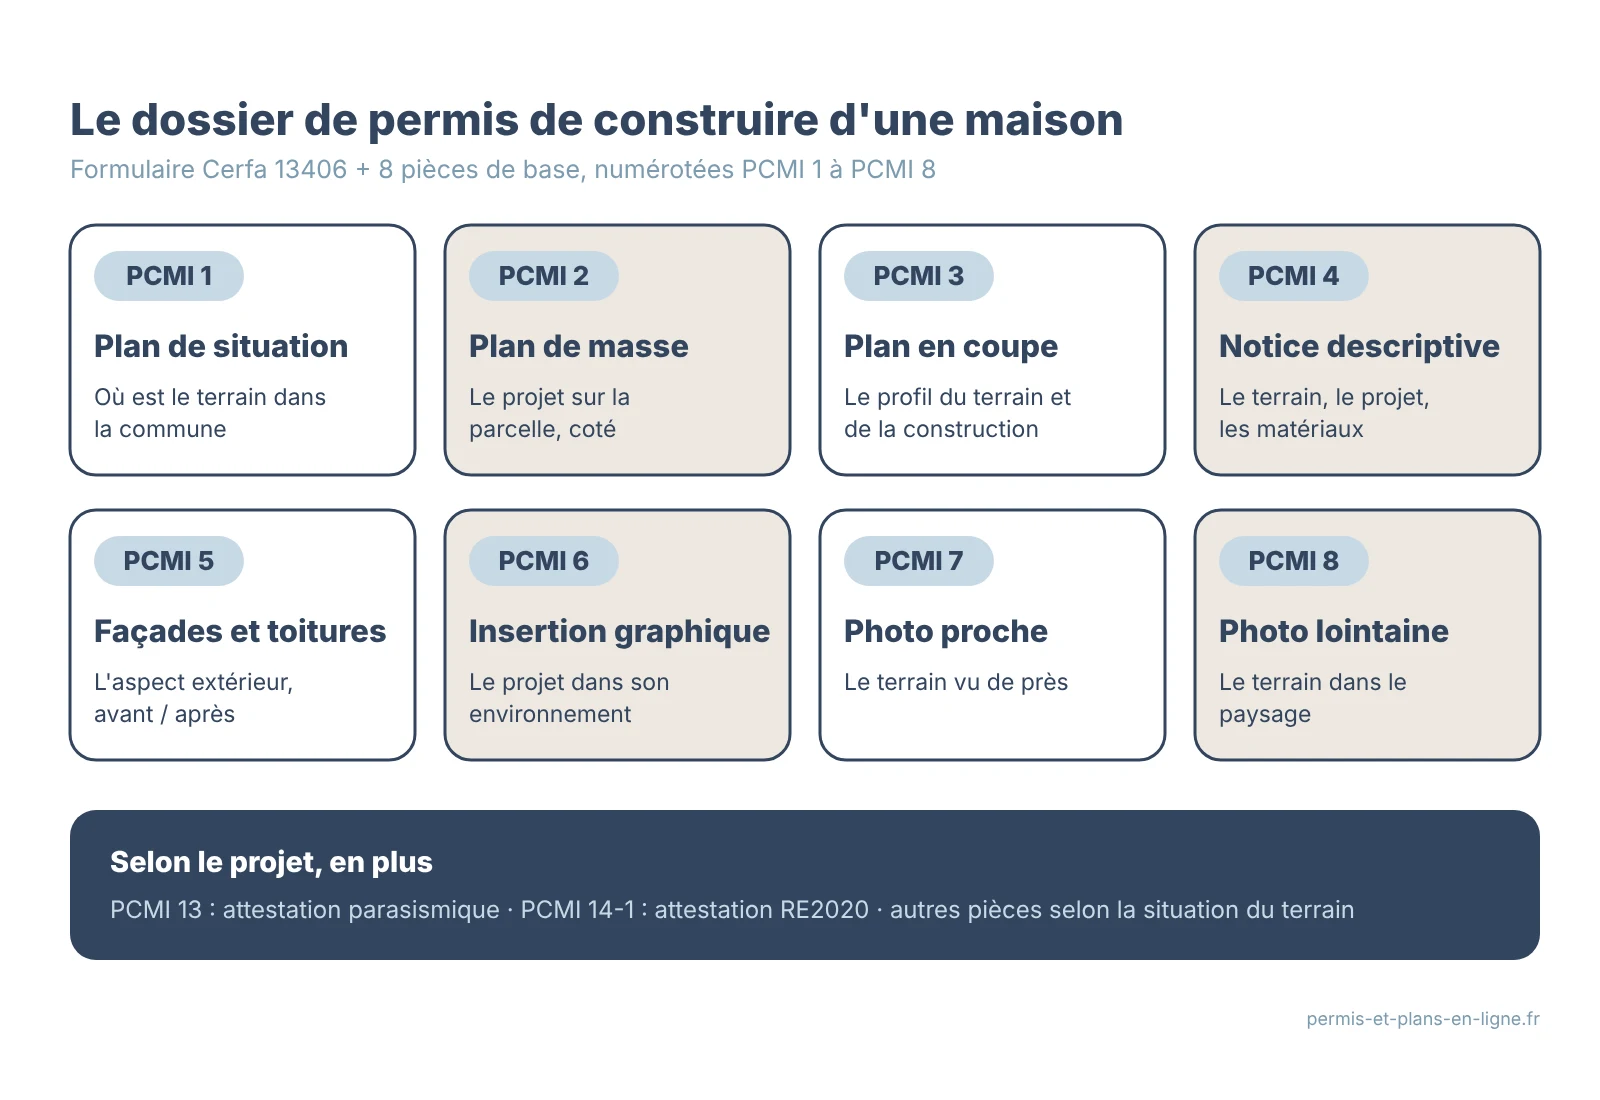 Le dossier de permis de construire d'une maison
Formulaire Cerfa 13406 + 8 pièces de base, numérotées PCMI 1 à PCMI 8
PCMI 1
Plan de situation
Où est le terrain dans
la commune
PCMI 2
Plan de masse
Le projet sur la
parcelle, coté
PCMI 3
Plan en coupe
Le profil du terrain et
de la construction
PCMI 4
Notice descriptive
Le terrain, le projet,
les matériaux
PCMI 5
Façades et toitures
L'aspect extérieur,
avant / après
PCMI 6
Insertion graphique
Le projet dans son
environnement
PCMI 7
Photo proche
Le terrain vu de près
PCMI 8
Photo lointaine
Le terrain dans le
paysage
Selon le projet, en plus
PCMI 13 : attestation parasismique · PCMI 14-1 : attestation RE2020 · autres pièces selon la situation du terrain
permis-et-plans-en-ligne.fr